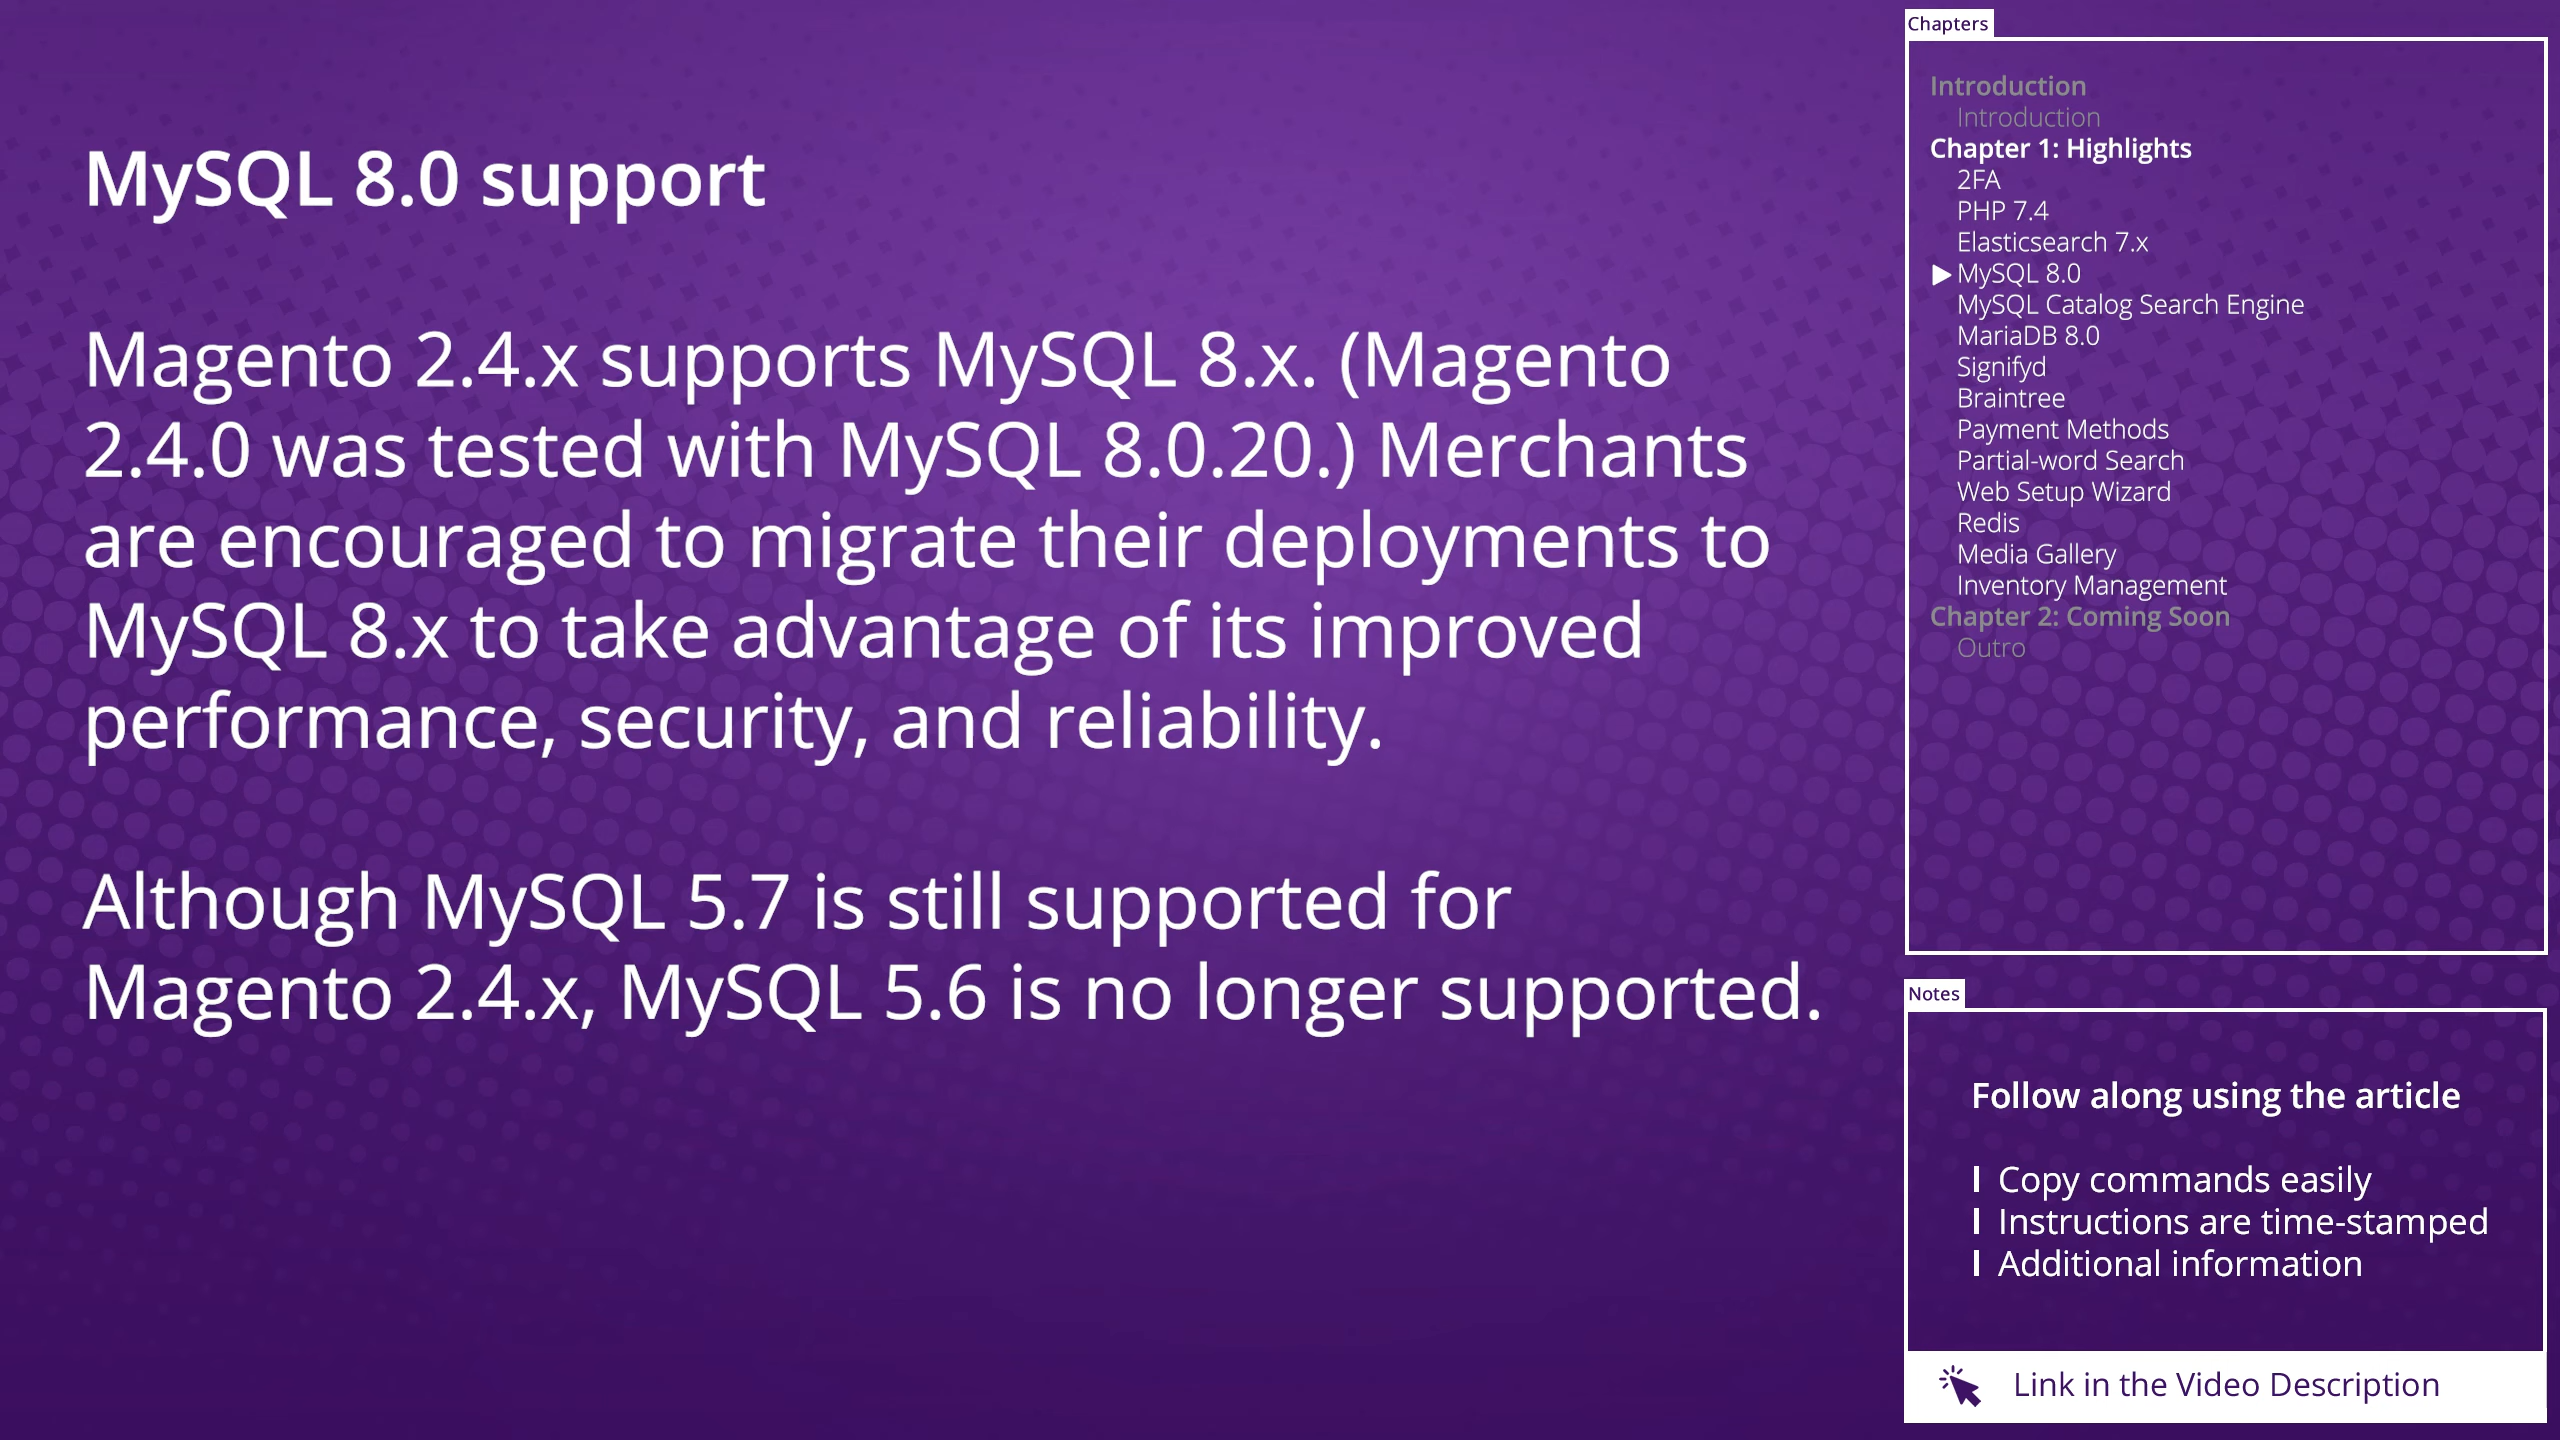 MySQL 8.0 support
Magento 2.4.x supports MySQL 8.x. (Magento
2.4.0 was tested with MySQL 8.0.20.) Merchants
are encouraged to migrate their deployments to
MySQL 8.x to take advantage of its improved
performance, security, and reliability.
Although MySQL 5.7 is still supported for
Magento 2.4.x, MySQL 5.6 is no longer supported.
Chapters
Introduction
Introduction
Chapter 1: Highlights
2FA
PHP 7.4
Elasticsearch 7.x
MySQL 8.0
MySQL Catalog Search Engine
MariaDB 8.0
Signifyd
Braintree
Payment Methods
Partial-word Search
Web Setup Wizard
Redis
Media Gallery
Inventory Management
Chapter 2: Coming Soon
Outro
Notes
Follow along using the article
Copy commands easily
Instructions are time-stamped
Additional information
Link in the Video Description